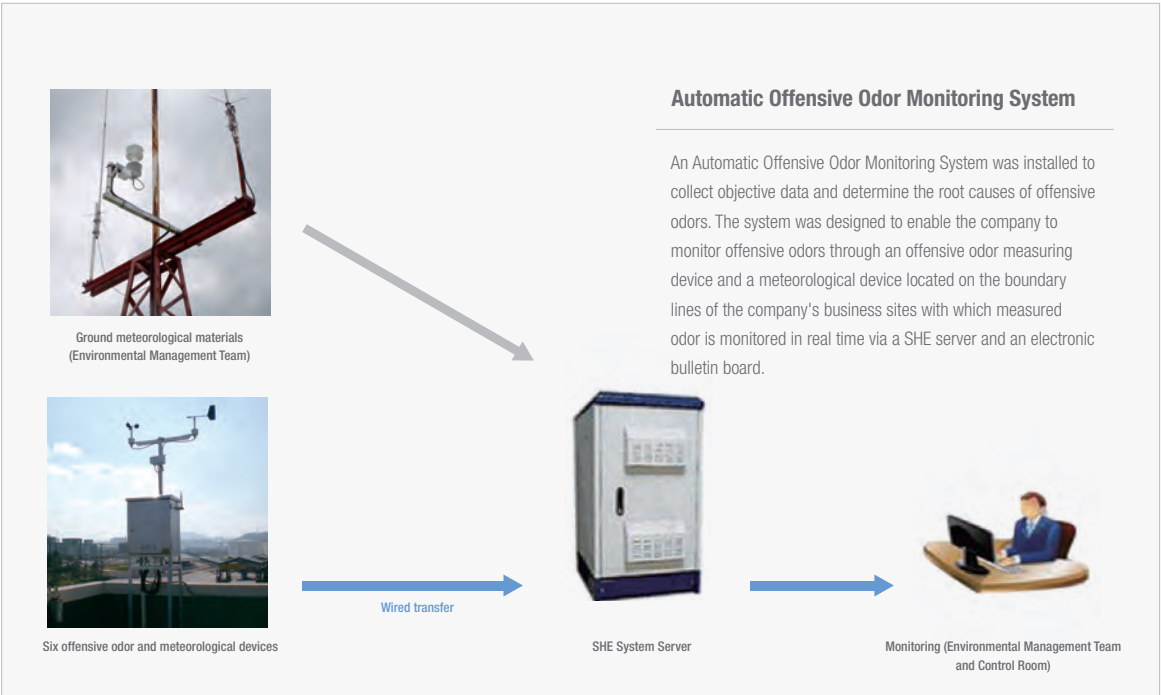 Automatic Offensive Odor Monitoring System
An Automatic Offensive Odor Monitoring System was installed to
collect objective data and determine the root causes of offensive
odors. The system was designed to enable the company to
monitor offensive odors through an offensive odor measuring
device and a meteorological device located on the boundary
lines of the company's business sites with which measured
odor is monitored in real time via a SHE server and an electronic
bulletin board.
Ground meteorological materials
(Environmental Management Team)
Wired transfer
Six offensive odor and meteorological devices
SHE System Server
Monitoring (Environmental Management Team
and Control Room)